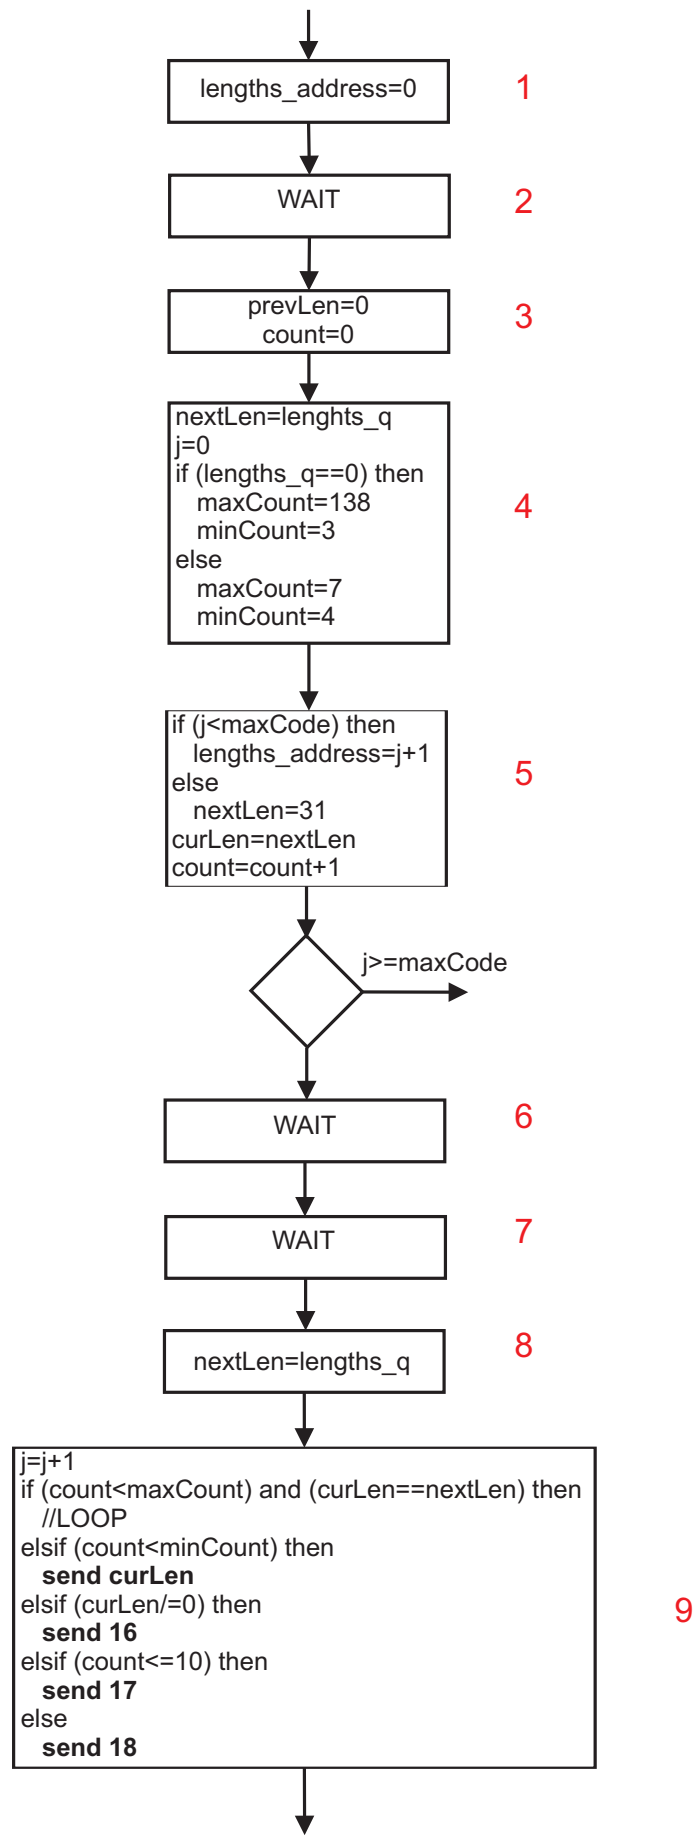 lengths_address=0
1
WAIT
2
prevLen=0
count=0
3
nextLen=lenghts_q
j=0
if (lengths_q==0) then
maxCount=138
minCount=3
else
maxCount=7
minCount=4
4
if (j<maxCode) then
lengths_address=j+1
else
nextLen=31
curLen=nextLen
count=count+1
5
j>=maxCode
WAIT
6
WAIT
7
nextLen=lengths_q
8
j=j+1
if (count<maxCount) and (curLen==nextLen) then
//LOOP
elsif (count<minCount) then
send curLen
elsif (curLen/=0) then
send 16
elsif (count<=10) then
send 17
else
send 18
9